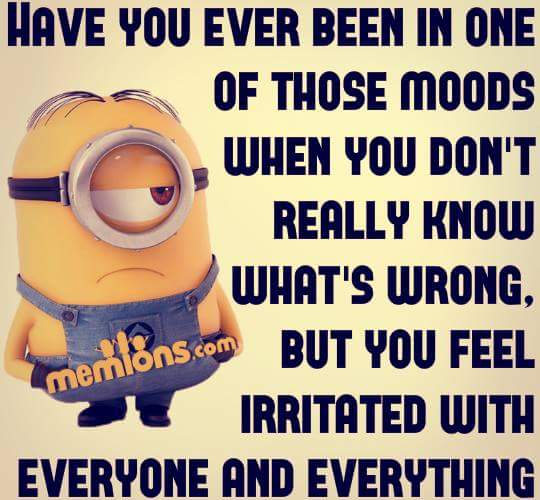 HAVE YOU EVER BEEN IN ONE
OF THOSE MOODS
WHEN YOU DON'T
REALLY KNOW
WHAT'S WRONG,
BUT YOU FEEL
IRRITATED WITH
EVERYONE AND EVERYTHING
memions.com